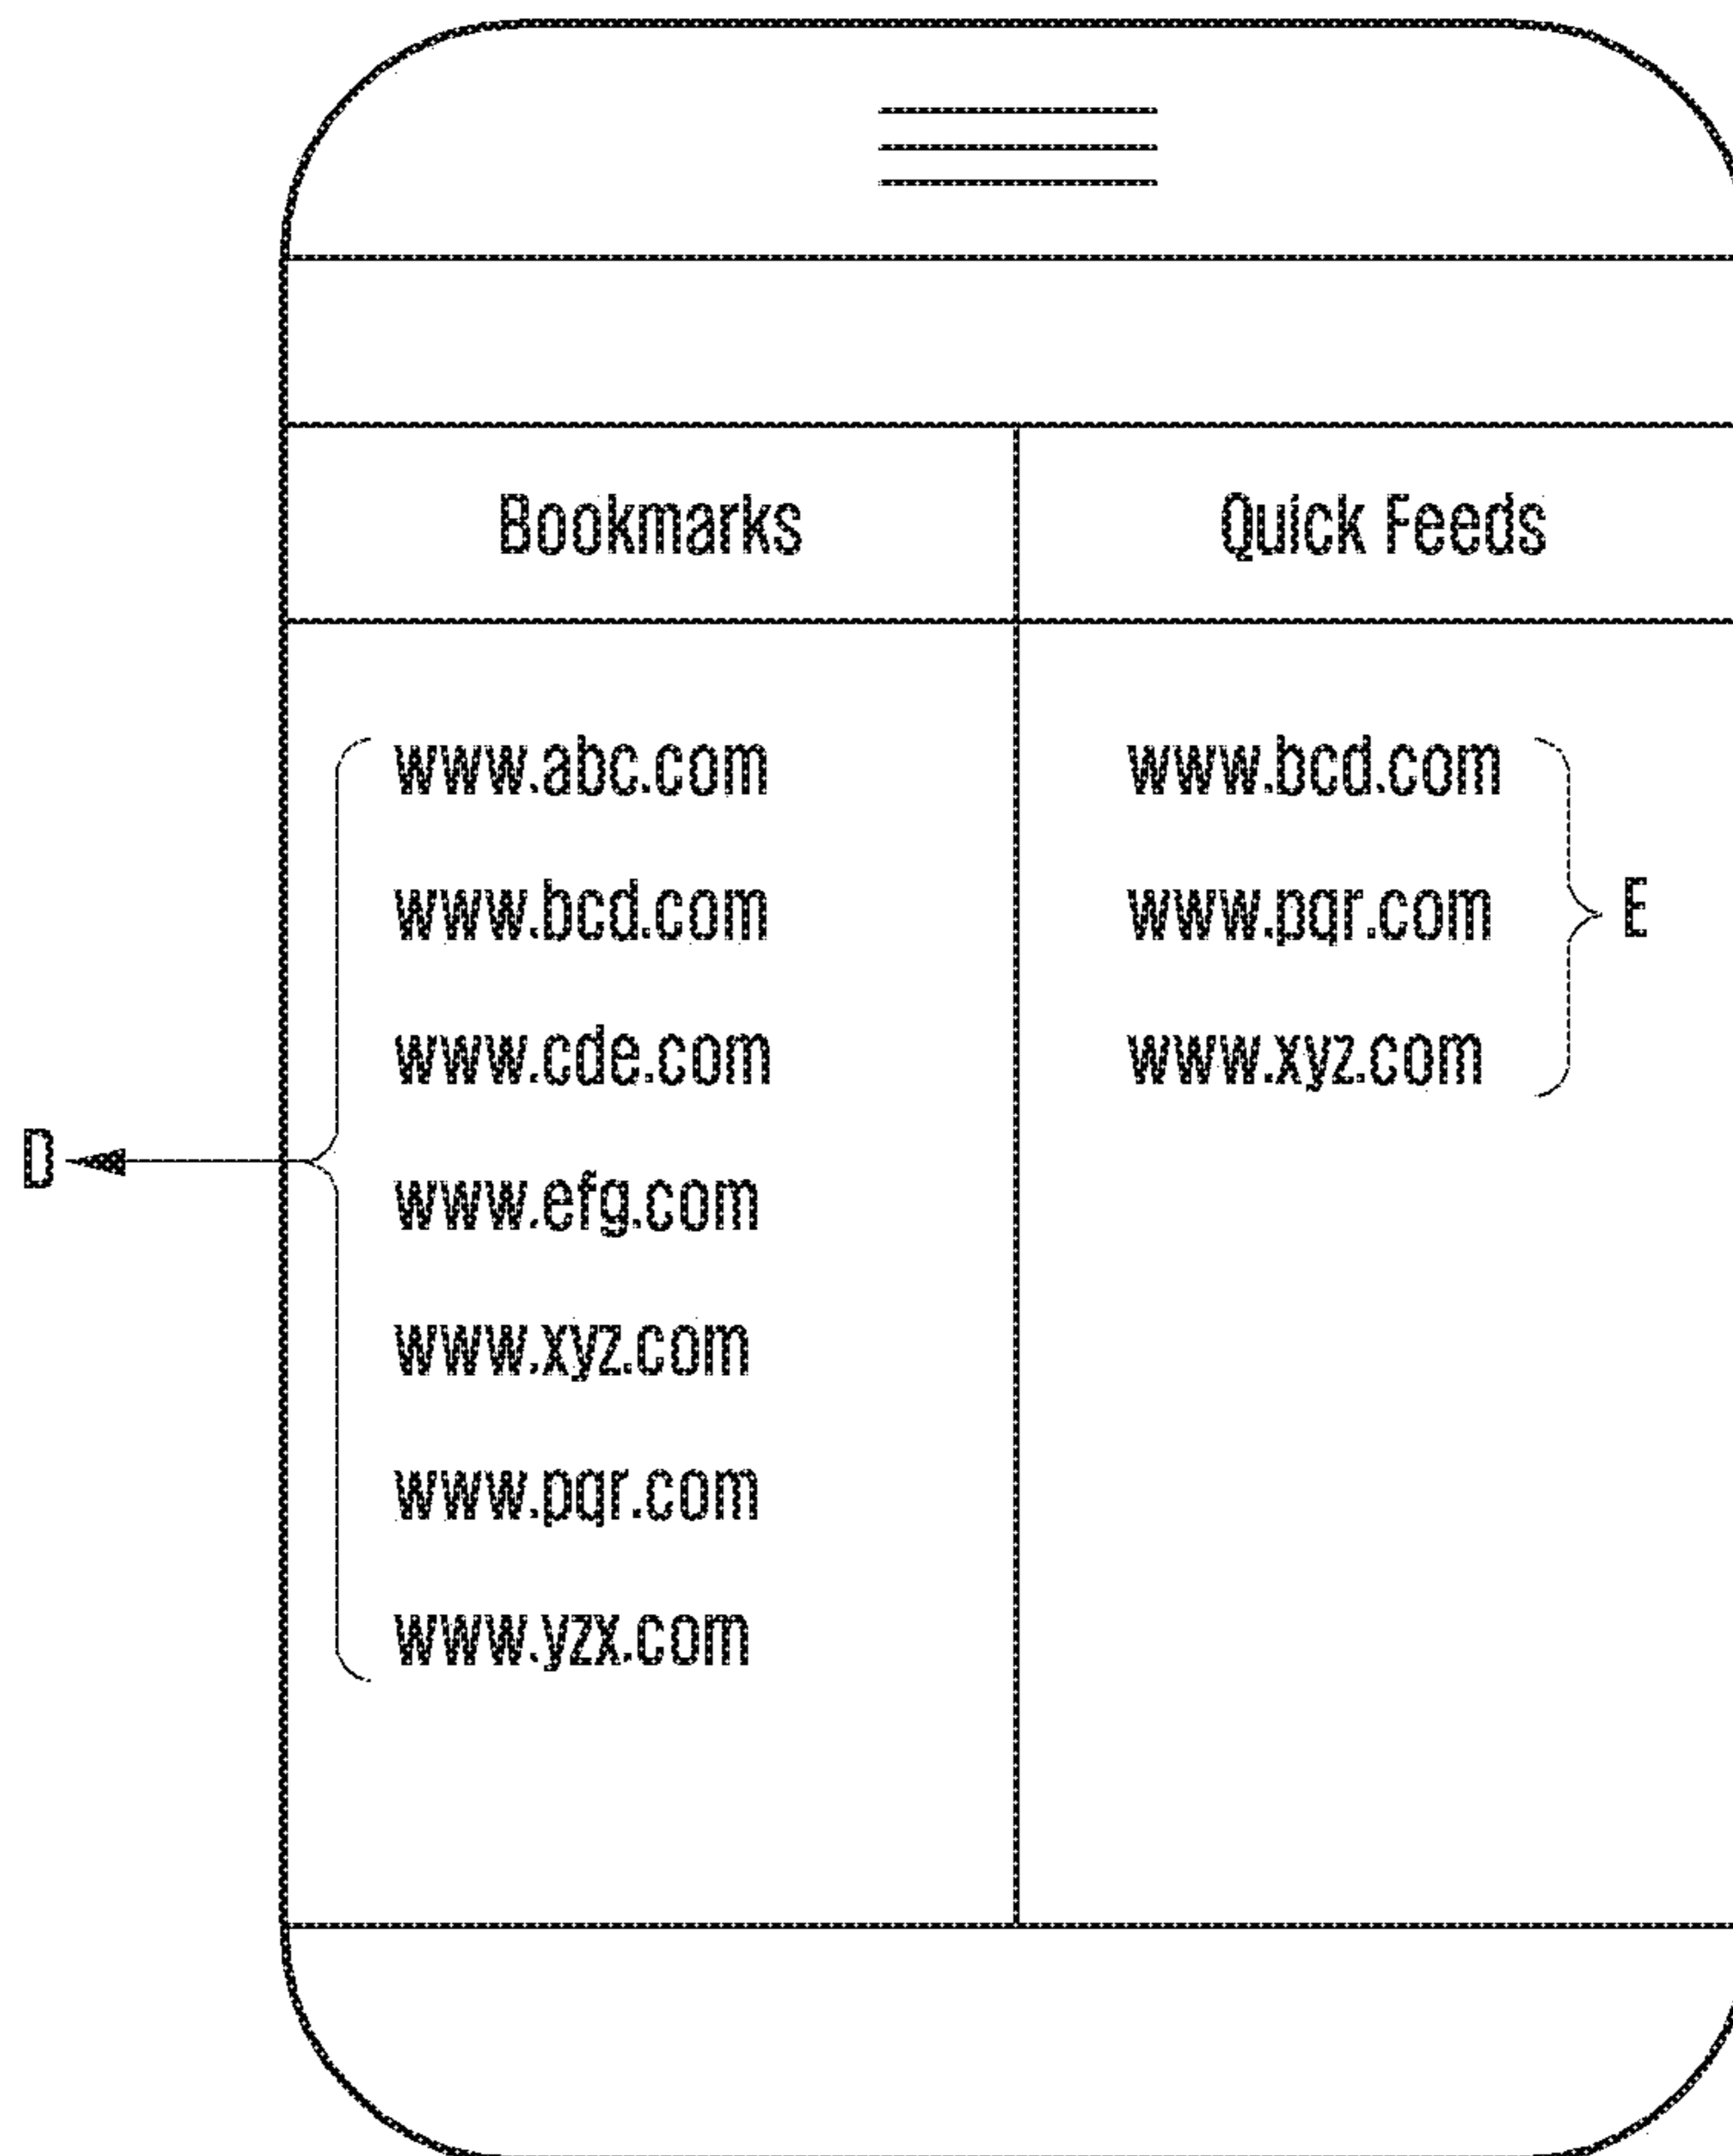 Bookmarks
Quick Feeds
www.abc.com
www.bcd.com
www.cde.com
www.efg.com
www.xyz.com
www.pqr.com
www.yzx.com
www.bcd.com
www.pqr.com
www.xyz.com
D
E